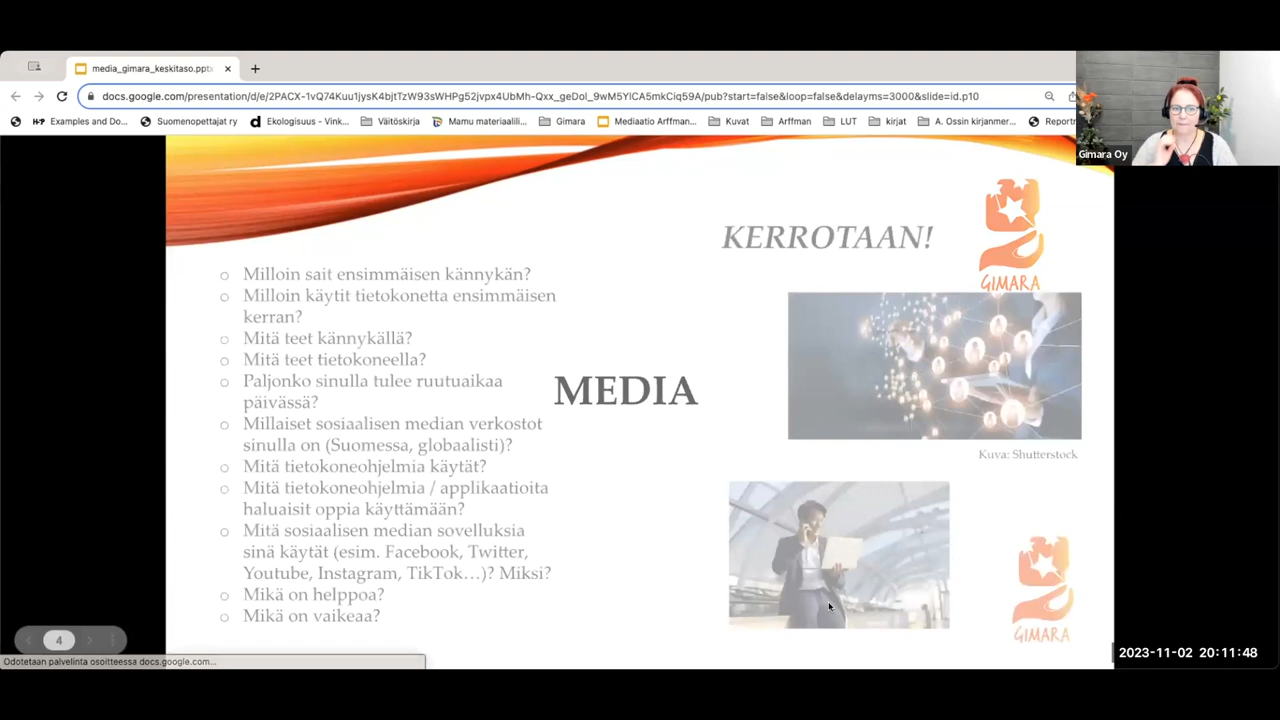 media_gimara_keskitaso.pptx
docs.google.com/presentation/d/e/2PACX-1vQ74Kuu1jysK4bjtTzW93sWHPg52jvpx4UbMh-Qxx_geDol_9wM5YlCA5mkCiq59A/pub?start=false&loop=false&delayms=3000&slide=id.p10
Examples and Do... Suomenopettajat ry Ekologisuus - Vink... Väitöskirja Mamu materiaalili... Gimara Mediaatio Arffman... Kuvat Arffman LUT kirjat A. Ossin kirjanmer... Reportr
Gimara Oy
KERROTAAN!
GIMARA
○ Milloin sait ensimmäisen kännykän?
○ Milloin käytit tietokonetta ensimmäisen
kerran?
○ Mitä teet kännykällä?
○ Mitä teet tietokoneella?
○ Paljonko sinulla tulee ruutuaikaa
päivässä?
○ Millaiset sosiaalisen median verkostot
sinulla on (Suomessa, globaalisti)?
○ Mitä tietokoneohjelmia käytät?
○ Mitä tietokoneohjelmia / applikaatioita
haluaisit oppia käyttämään?
○ Mitä sosiaalisen median sovelluksia
sinä käytät (esim. Facebook, Twitter,
Youtube, Instagram, TikTok…)? Miksi?
○ Mikä on helppoa?
○ Mikä on vaikeaa?
MEDIA
Kuva: Shutterstock
GIMARA
4
Odotetaan palvelinta osoitteessa docs.google.com...
2023-11-02 20:11:48